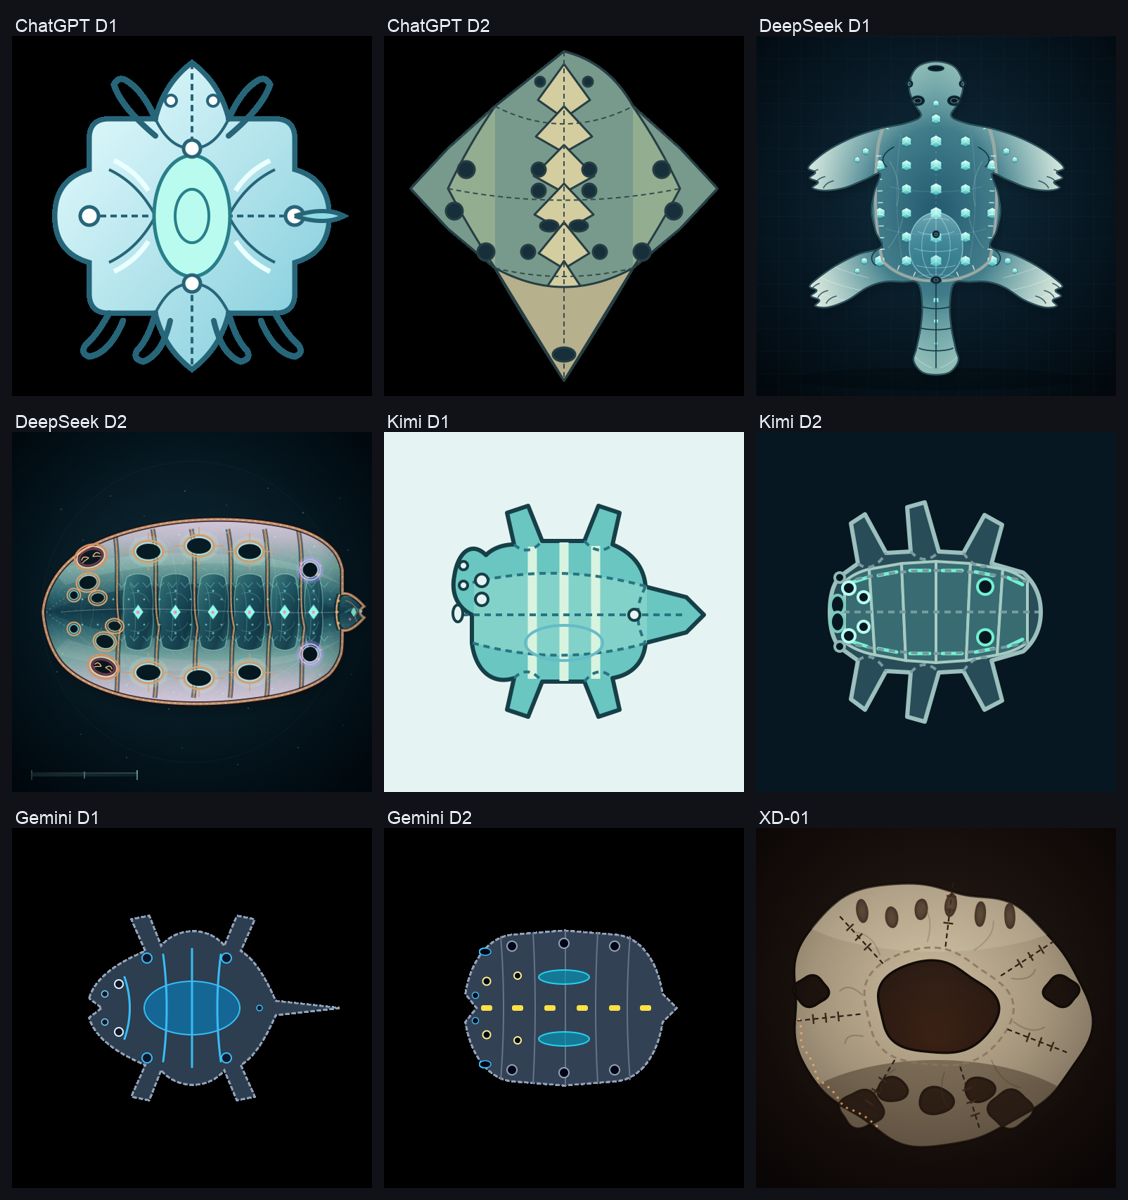 ChatGPT D1
ChatGPT D2
DeepSeek D1
DeepSeek D2
Kimi D1
Kimi D2
Gemini D1
Gemini D2
XD-01